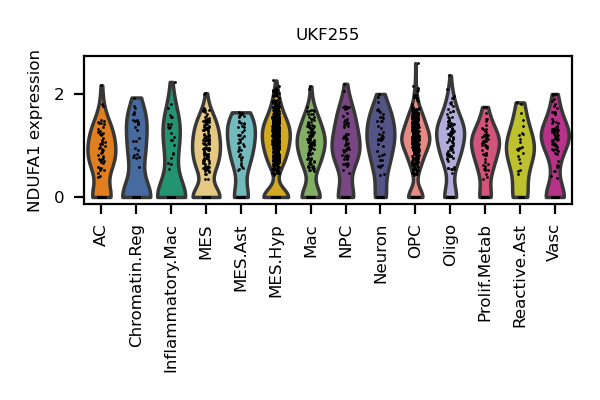 UKF255
NDUFA1 expression
2
0
AC
Chromatin.Reg
Inflammatory.Mac
MES
MES.Ast
MES.Hyp
Mac
NPC
Neuron
OPC
Oligo
Prolif.Metab
Reactive.Ast
Vasc